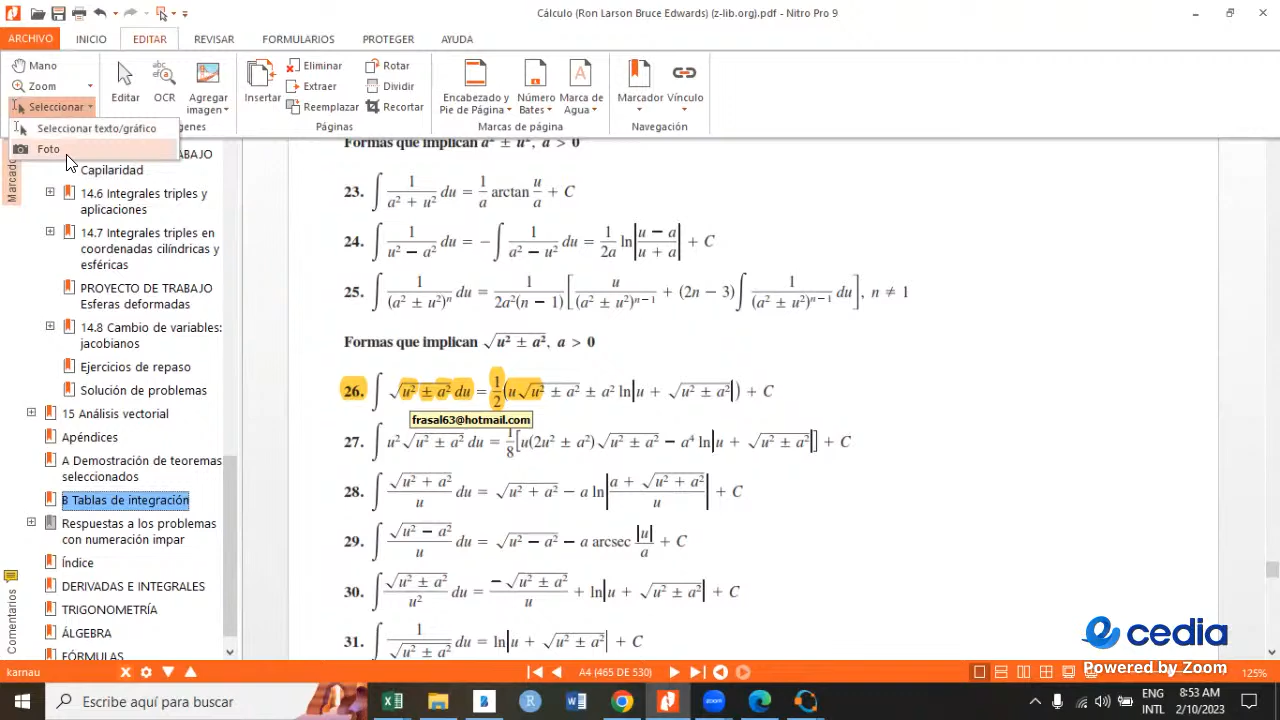 Cálculo (Ron Larson Bruce Edwards) (z-lib.org).pdf - Nitro Pro 9
ARCHIVO INICIO EDITAR REVISAR FORMULARIOS PROTEGER AYUDA
Mano
Zoom
Seleccionar
Editar
OCR
Agregar imagen
Insertar
Eliminar
Extraer
Reemplazar
Rotar
Dividir
Recortar
Páginas
Encabezado y Pie de Página
Número Bates
Marca de Agua
Marcas de página
Marcador
Vínculo
Navegación
Seleccionar texto/gráfico
Foto
Capilaridad
14.6 Integrales triples y
aplicaciones
14.7 Integrales triples en
coordenadas cilíndricas y
esféricas
PROYECTO DE TRABAJO
Esferas deformadas
14.8 Cambio de variables:
jacobianos
Ejercicios de repaso
Solución de problemas
15 Análisis vectorial
Apéndices
A Demostración de teoremas
seleccionados
B Tablas de integración
Respuestas a los problemas
con numeración impar
Índice
DERIVADAS E INTEGRALES
TRIGONOMETRÍA
ÁLGEBRA
FÓRMULAS
Comentarios
Formas que implican a² ± u², a > 0
23. ∫ 1/(a² + u²) du = 1/a arctan u/a + C
24. ∫ 1/(u² − a²) du = −∫ 1/(a² − u²) du = 1/2a ln|(u − a)/(u + a)| + C
25. ∫ 1/(a² ± u²)ⁿ du = 1/(2a²(n − 1)) [u/(a² ± u²)ⁿ⁻¹ + (2n − 3)∫ 1/(a² ± u²)ⁿ⁻¹ du], n ≠ 1
Formas que implican √(u² ± a²), a > 0
26. ∫ √(u² ± a²) du = 1/2 (u√(u² ± a²) ± a² ln|u + √(u² ± a²)|) + C
frasal63@hotmail.com
27. ∫ u²√(u² ± a²) du = 1/8 [u(2u² ± a²)√(u² ± a²) − a⁴ ln|u + √(u² ± a²)|] + C
28. ∫ √(u² + a²)/u du = √(u² + a²) − a ln|(a + √(u² + a²))/u| + C
29. ∫ √(u² − a²)/u du = √(u² − a²) − a arcsec |u|/a + C
30. ∫ √(u² ± a²)/u² du = −√(u² ± a²)/u + ln|u + √(u² ± a²)| + C
31. ∫ 1/√(u² ± a²) du = ln|u + √(u² ± a²)| + C
cedia
Powered by Zoom
karnau
A4 (465 DE 530)
125%
Escribe aquí para buscar
ENG
INTL
8:53 AM
2/10/2023